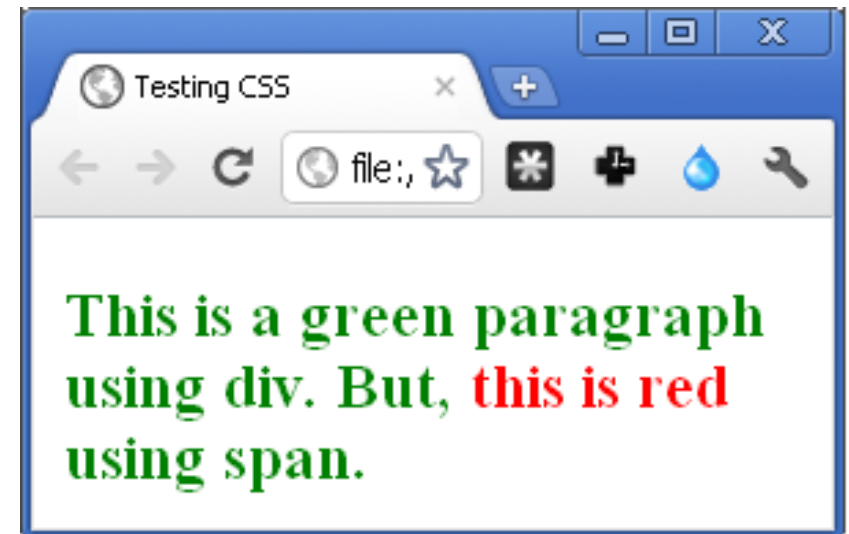 Testing CSS
file:,
This is a green paragraph
using div. But, this is red
using span.